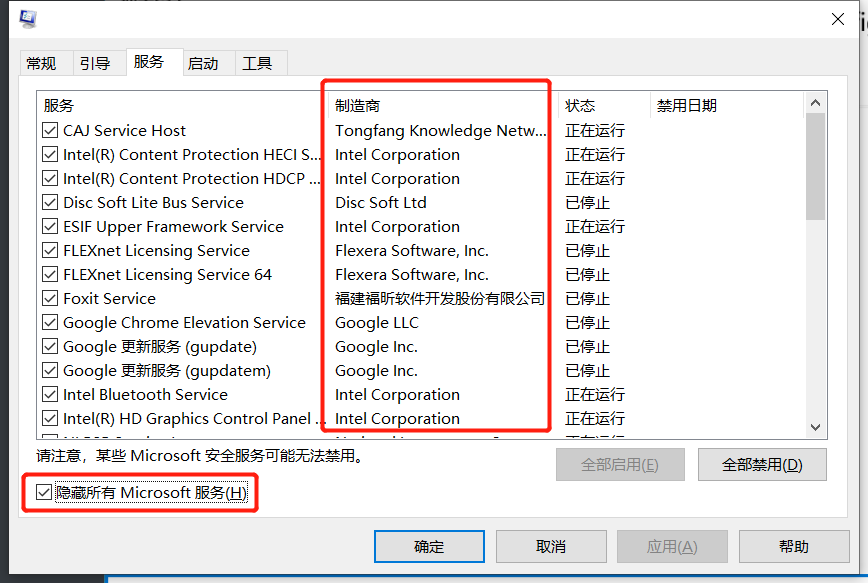 常规 引导 服务 启动 工具
服务 制造商 状态 禁用日期
CAJ Service Host Tongfang Knowledge Netw... 正在运行
Intel(R) Content Protection HECI S... Intel Corporation 正在运行
Intel(R) Content Protection HDCP ... Intel Corporation 正在运行
Disc Soft Lite Bus Service Disc Soft Ltd 已停止
ESIF Upper Framework Service Intel Corporation 正在运行
FLEXnet Licensing Service Flexera Software, Inc. 已停止
FLEXnet Licensing Service 64 Flexera Software, Inc. 已停止
Foxit Service 福建福昕软件开发股份有限公司 已停止
Google Chrome Elevation Service Google LLC 已停止
Google 更新服务 (gupdate) Google Inc. 已停止
Google 更新服务 (gupdatem) Google Inc. 已停止
Intel Bluetooth Service Intel Corporation 正在运行
Intel(R) HD Graphics Control Panel ... Intel Corporation 正在运行
请注意，某些 Microsoft 安全服务可能无法禁用。
全部启用(E) 全部禁用(D)
隐藏所有 Microsoft 服务(H)
确定 取消 应用(A) 帮助